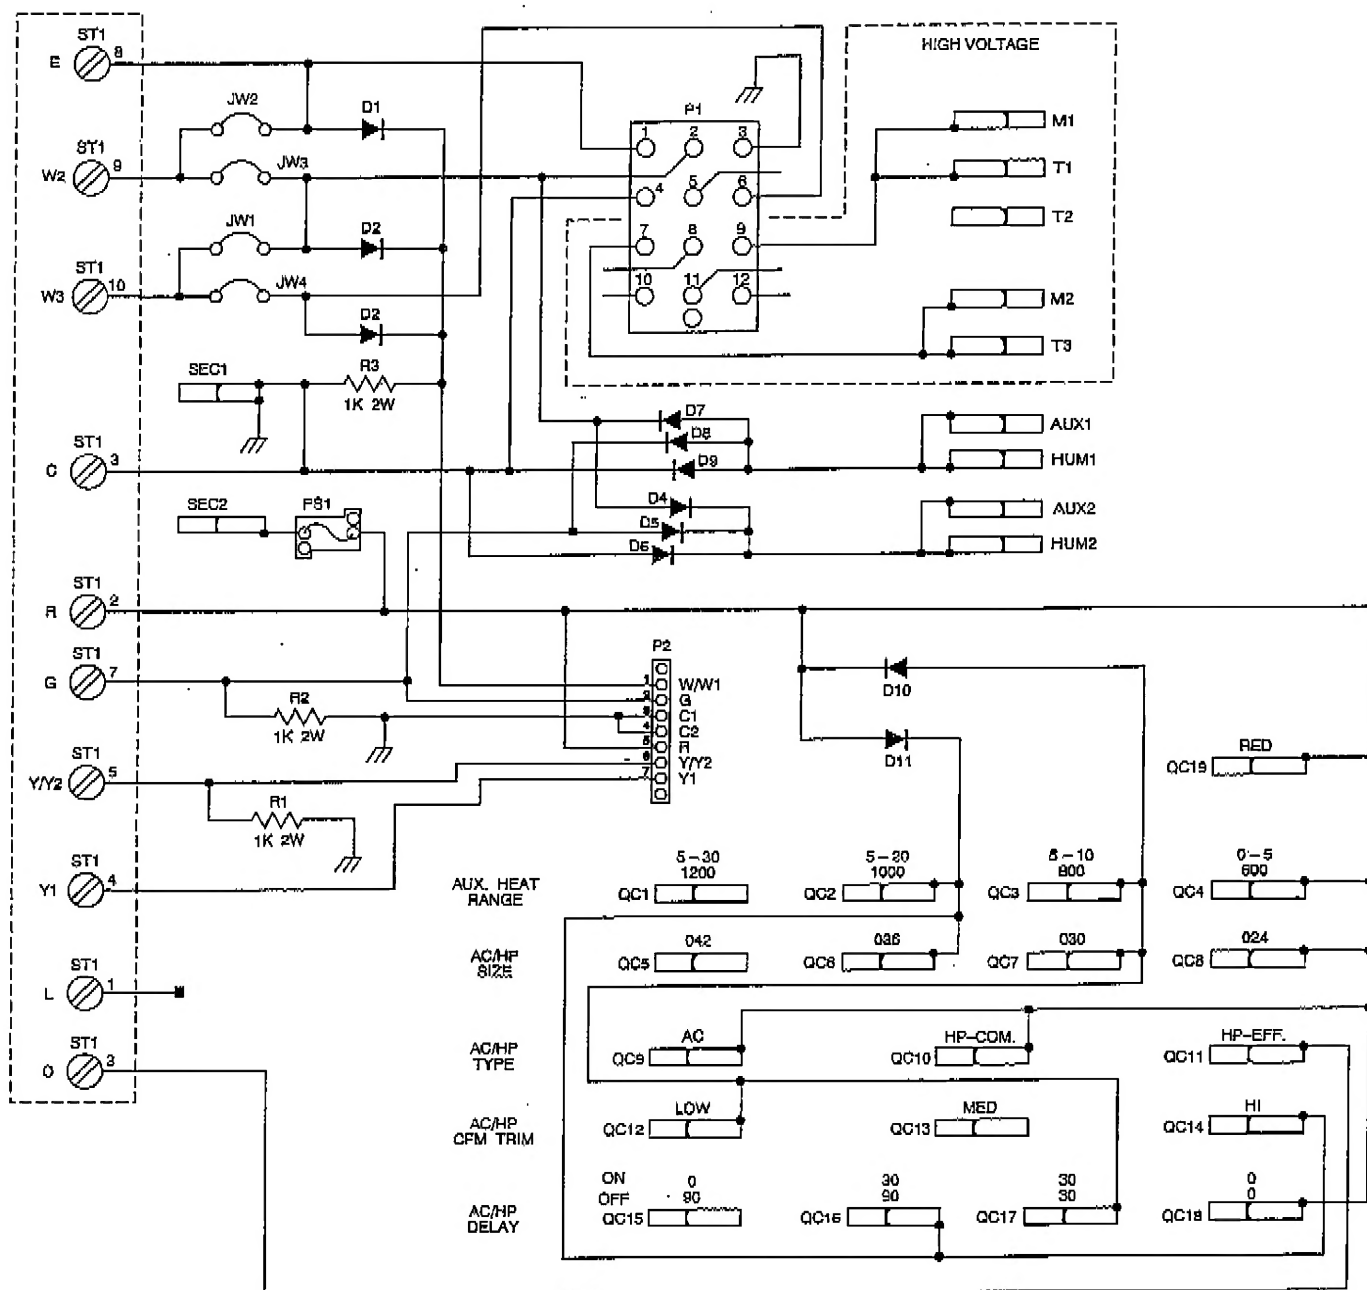 ST1
E 8
HIGH VOLTAGE
JW2
D1
P1
M1
1 2 3
ST1
W2 9
JW3
T1
4 5 6
T2
JW1
D2
7 8 9
ST1
W3 10
JW4
10 11 12
M2
D2
T3
SEC1
R3
1K 2W
D7
AUX1
D8
ST1
C 3
D9
HUM1
SEC2
FS1
D4
AUX2
D5
D6
HUM2
ST1
R 2
ST1
G 7
P2
1 W/W1
2 G
3 C1
4 C2
5 R
6 Y/Y2
7 Y1
D10
R2
1K 2W
D11
RED
QC19
ST1
Y/Y2 5
R1
1K 2W
ST1
Y1 4
AUX. HEAT
RANGE
5-30
1200
QC1
5-20
1000
QC2
5-10
800
QC3
0-5
600
QC4
AC/HP
SIZE
042
QC5
036
QC6
030
QC7
024
QC8
ST1
L 1
AC/HP
TYPE
AC
QC9
HP-COM.
QC10
HP-EFF.
QC11
ST1
O 3
AC/HP
CFM TRIM
LOW
QC12
MED
QC13
HI
QC14
AC/HP
DELAY
ON
OFF
0
90
QC15
30
90
QC16
30
30
QC17
0
0
QC18